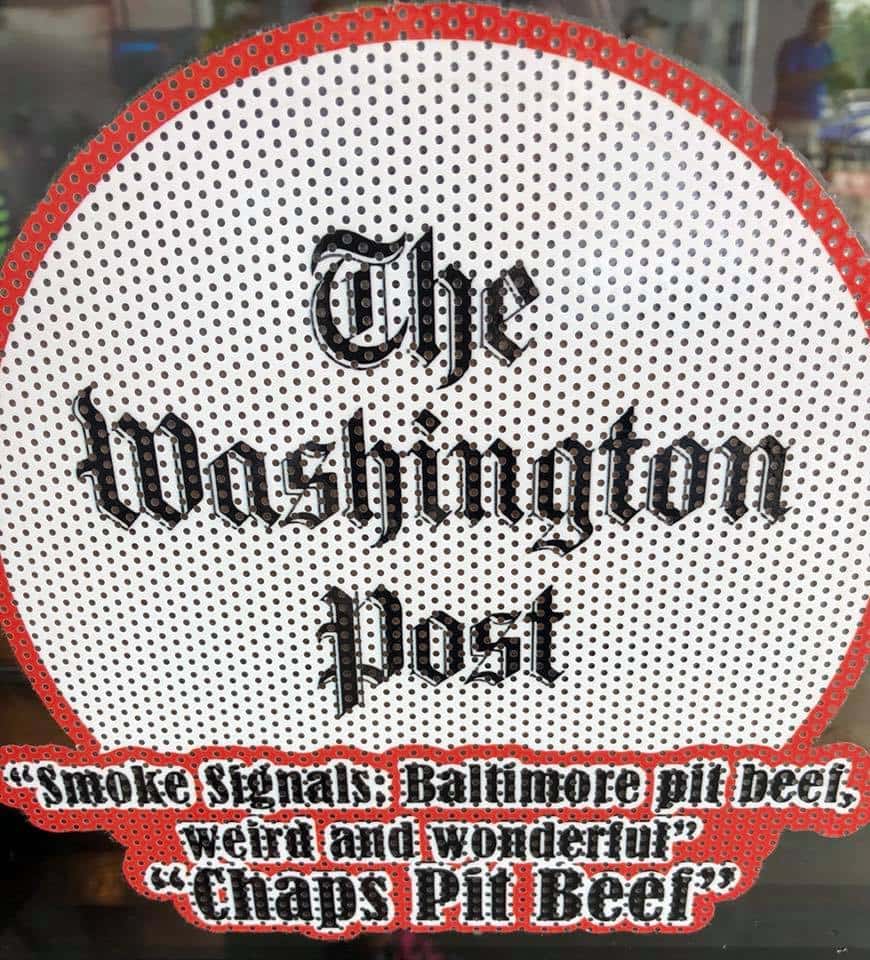 The
Washington
Post
“Smoke Signals: Baltimore pit beef,
weird and wonderful”
“Chaps Pit Beef”